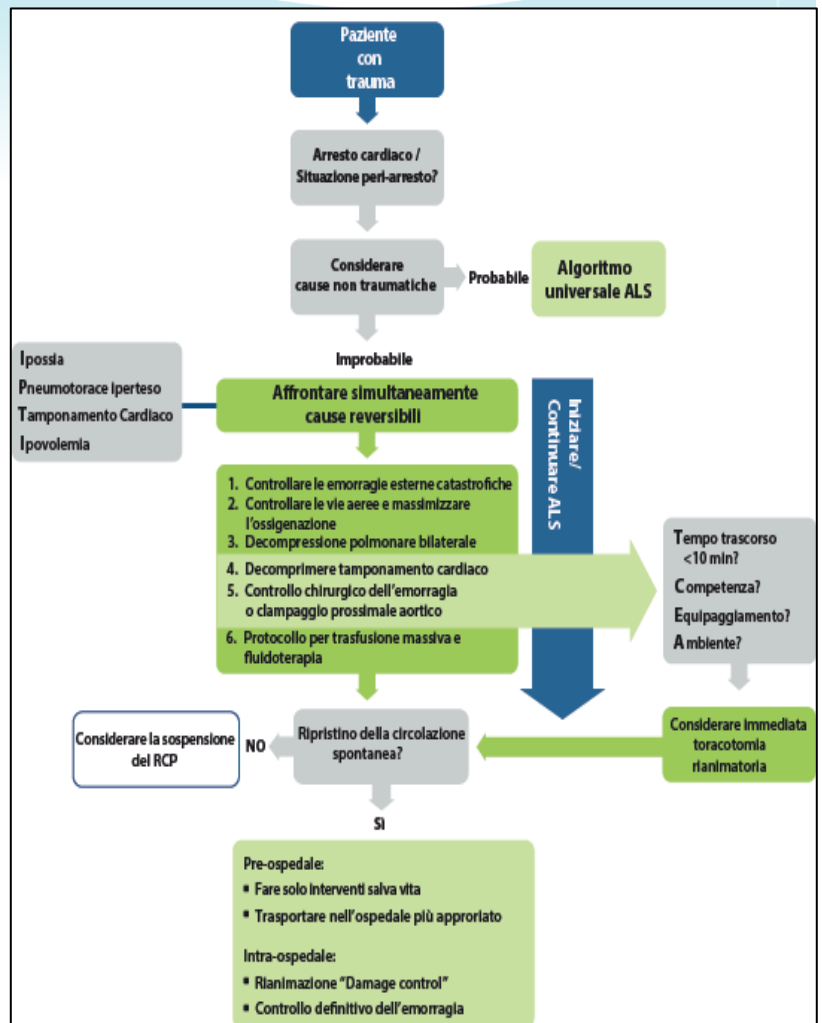 Paziente
con
trauma
Arresto cardiaco /
Situazione peri-arresto?
Considerare
cause non traumatiche
Probabile
Algoritmo
universale ALS
Improbabile
Ipossia
Pneumotorace iperteso
Tamponamento Cardiaco
Ipovolemia
Affrontare simultaneamente
cause reversibili
Iniziare/
Continuare ALS
1. Controllare le emorragie esterne catastrofiche
2. Controllare le vie aeree e massimizzare
l'ossigenazione
3. Decompressione polmonare bilaterale
4. Decomprimere tamponamento cardiaco
5. Controllo chirurgico dell'emorragia
o clampaggio prossimale aortico
6. Protocollo per trasfusione massiva e
fluidoterapia
Tempo trascorso
<10 min?
Competenza?
Equipaggiamento?
Ambiente?
Considerare immediata
toracotomia
rianimatoria
Ripristino della circolazione
spontanea?
NO
Considerare la sospensione
del RCP
Sì
Pre-ospedale:
▪ Fare solo interventi salva vita
▪ Trasportare nell'ospedale più approriato
Intra-ospedale:
▪ Rianimazione "Damage control"
▪ Controllo definitivo dell'emorragia